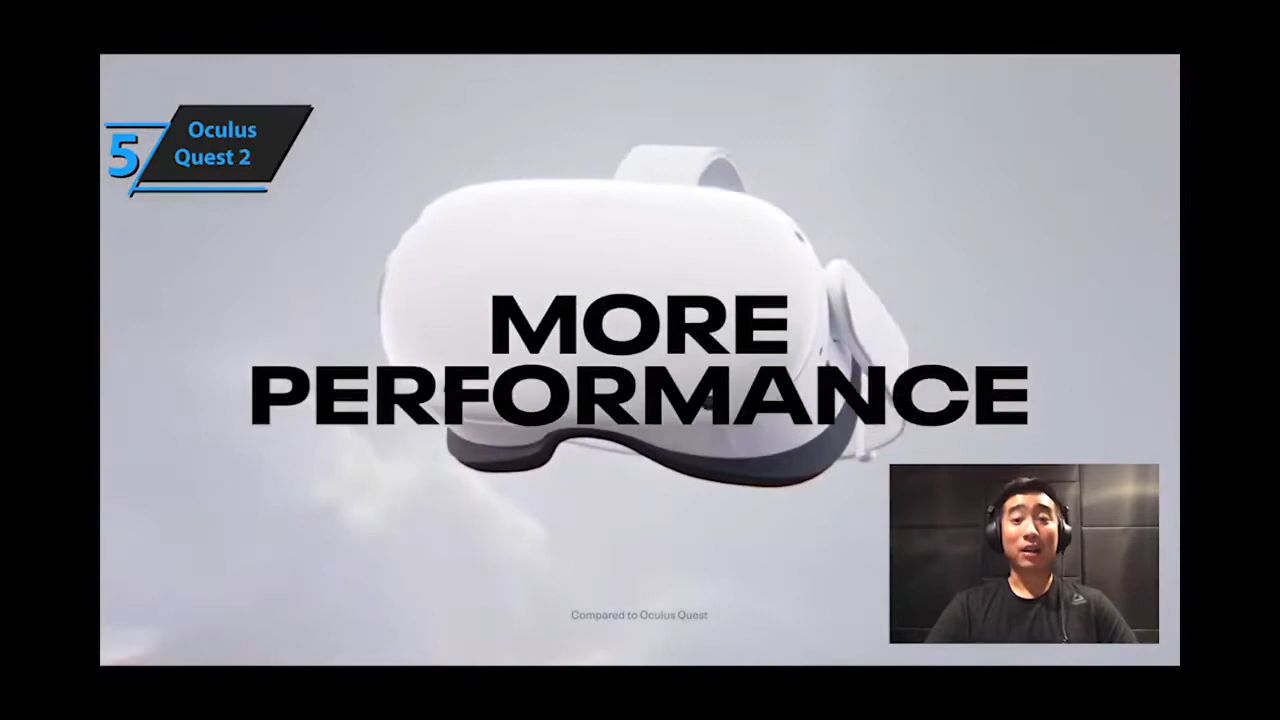 5
Oculus
Quest 2
MORE
PERFORMANCE
Compared to Oculus Quest